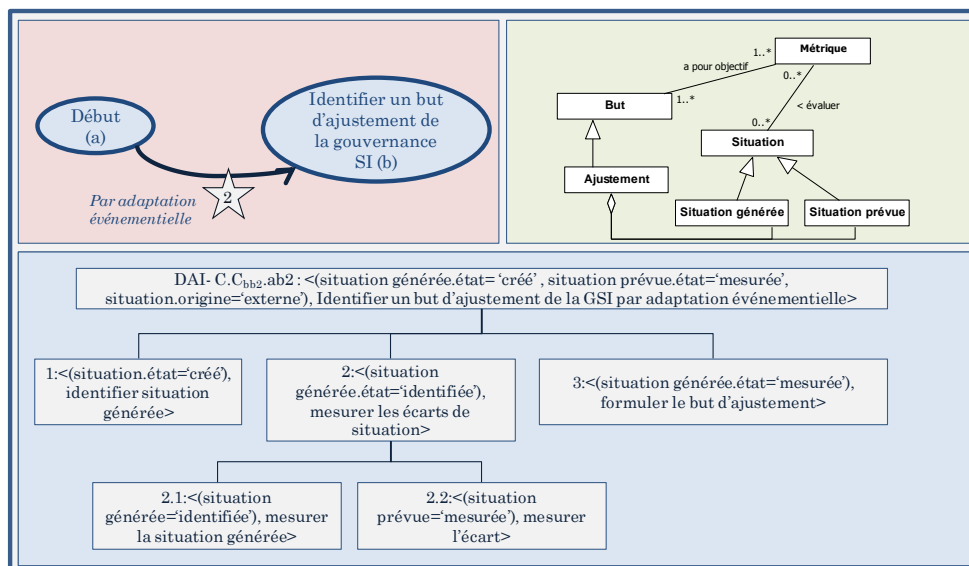 Début
(a)
Identifier un but
d'ajustement de
la gouvernance
SI (b)
Par adaptation
événementielle
2
Métrique
1..*
0..*
a pour objectif
But
1..*
< évaluer
0..*
Situation
Ajustement
Situation générée
Situation prévue
DAI- C.Cbb2.ab2 : <(situation générée.état= 'créé' , situation prévue.état='mesurée',
situation.origine='externe'), Identifier un but d'ajustement de la GSI par adaptation événementielle>
1:<(situation.état='créé'),
identifier situation
générée>
2:<(situation
générée.état='identifiée'),
mesurer les écarts de
situation>
3:<(situation générée.état='mesurée'),
formuler le but d'ajustement>
2.1:<(situation
générée='identifiée'), mesurer
la situation générée>
2.2:<(situation
prévue='mesurée'), mesurer
l'écart>